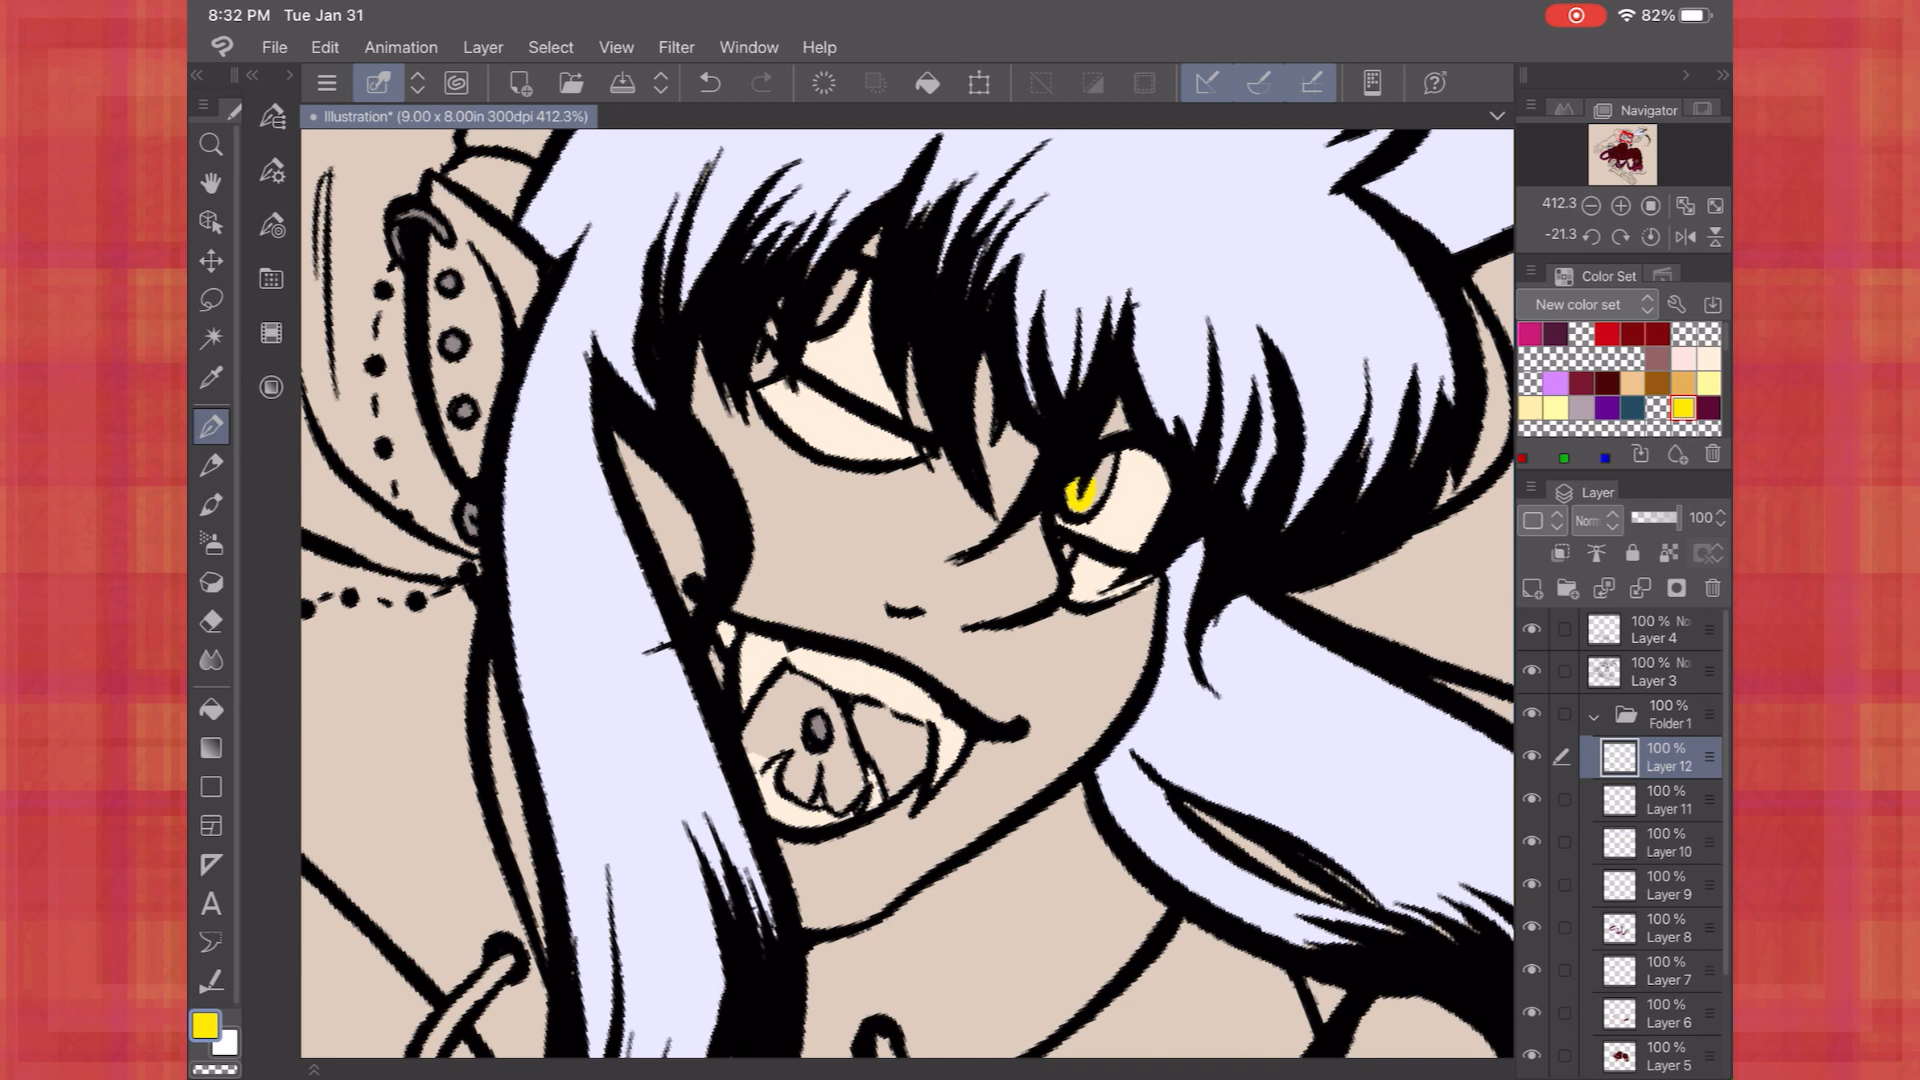 8:32 PM Tue Jan 31
82%
File Edit Animation Layer Select View Filter Window Help
Illustration* (9.00 x 8.00in 300dpi 412.3%)
Navigator
412.3
-21.3
Color Set
New color set
Layer
Norm 100
100 % No
Layer 4
100 % No
Layer 3
100 %
Folder 1
100 %
Layer 12
100 %
Layer 11
100 %
Layer 10
100 %
Layer 9
100 %
Layer 8
100 %
Layer 7
100 %
Layer 6
100 %
Layer 5